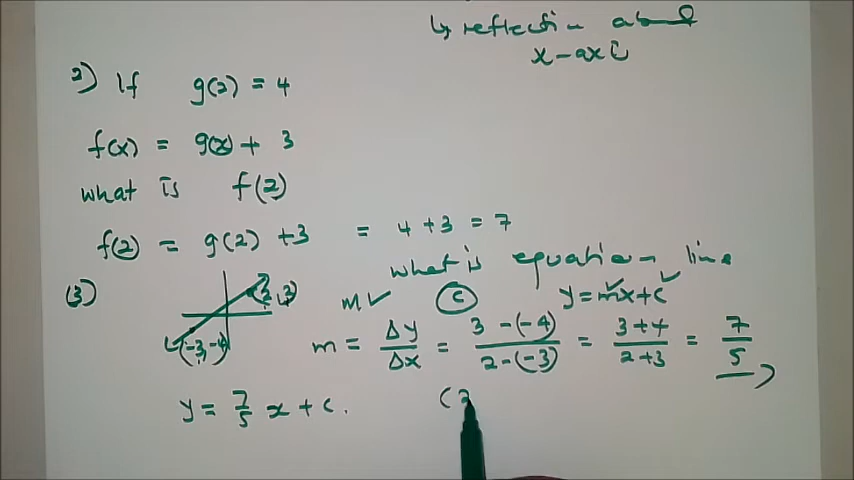 ↳ reflection about
x-axis
2) If g(2) = 4
f(x) = g(x) + 3
what is f(2)
f(2) = g(2) + 3 = 4 + 3 = 7
what is equation line
(3) (2, 3) m ✓ C y = mx + c
(-3, -4) m = Δy/Δx = 3 - (-4)/2 - (-3) = 3 + 4/2 + 3 = 7/5
y = 7/5 x + c. (2